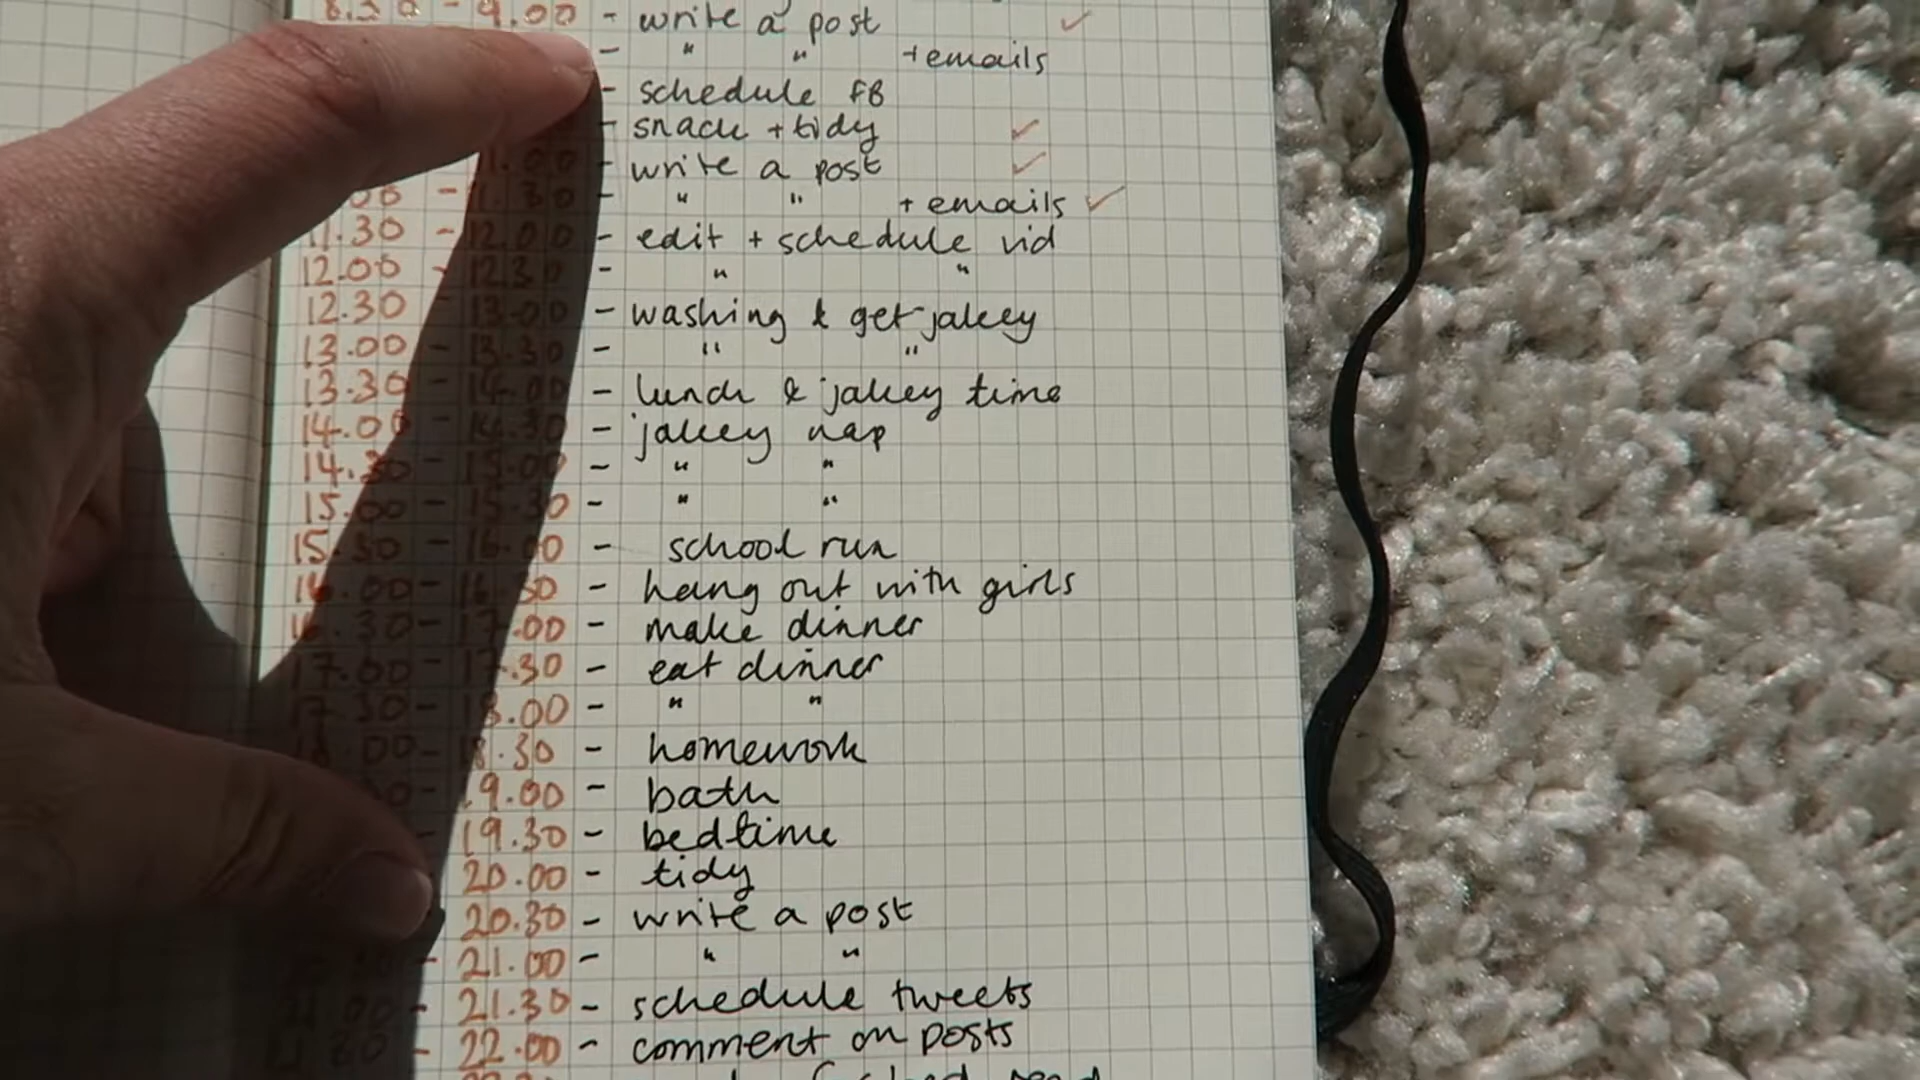 8.30 - 9.00 - write a post ✓
- " " + emails
- schedule FB
- snack + tidy ✓
11.00 - write a post ✓
00 - 11.30 - " " + emails ✓
11.30 - 12.00 - edit + schedule vid
12.00 - 12.30 - " "
12.30 - 13.00 - washing & get jakey
13.00 - 13.30 - " "
13.30 - 14.00 - lunch & jakey time
14.00 - 14.30 - jakey nap
14.30 - 15.00 - " "
15.00 - 15.30 - " "
15.30 - 16.00 - school run
16.00 - 16.30 - hang out with girls
16.30 - 17.00 - make dinner
17.00 - 17.30 - eat dinner
17.30 - 18.00 - " "
18.00 - 18.30 - homework
19.00 - bath
- 19.30 - bedtime
20.00 - tidy
20.30 - write a post
- 21.00 - " "
21.00 - 21.30 - schedule tweets
21.30 - 22.00 - comment on posts
read